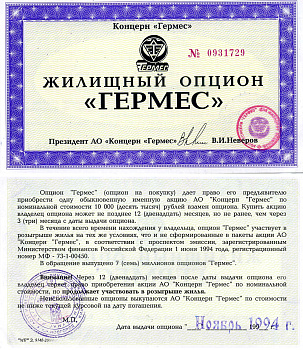 Концерн «Гермес»
№ 0931729
ГЕРМЕС
ЖИЛИЩНЫЙ ОПЦИОН
«ГЕРМЕС»
Президент АО «Концерн «Гермес» В.И.Неверов
Опцион "Гермес" (опцион на покупку) дает право его предъявителю
приобрести одну обыкновенную именную акцию АО "Концерн Гермес" по
номинальной стоимости 10 000 (десять тысяч) рублей взамен опциона. Купить акцию
владелец опциона может не позднее 12 (двенадцати) месяцев, но не ранее, чем через
3 (три) месяца с даты выдачи опциона.
В течение всего времени нахождения у владельца, опцион "Гермес" участвует в
розыгрыше жилья на тех же условиях, что и не сформированные в пакеты акции АО
"Концерн Гермес", в соответствии с проспектом эмиссии, зарегистрированным
Министерством финансов Российской Федерации 1 июня 1994 года, регистрационный
номер МФ - 73-1-00450.
В обращение выпущено 7 (семь) миллионов опционов "Гермес".
Внимание! Через 12 (двенадцать) месяцев после даты выдачи опциона его
владелец теряет право приобретения акции АО "Концерн Гермес" по номинальной
стоимости, но продолжает участвовать в розыгрыше жилья.
Неиспользованные опционы выкупаются АО "Концерн Гермес" по стоимости
не ниже текущей курсовой на дату погашения.
М.П.
Дата выдачи опциона Ноябрь 1994 г.